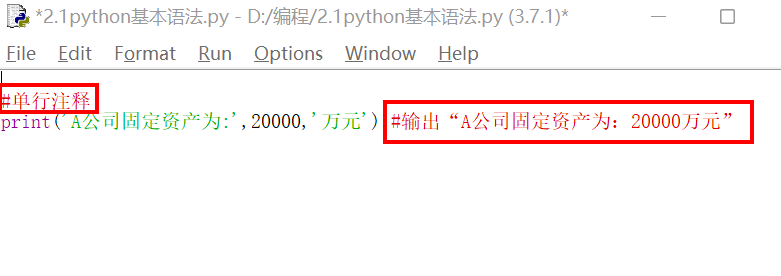 *2.1python基本语法.py - D:/编程/2.1python基本语法.py (3.7.1)*
File Edit Format Run Options Window Help
#单行注释
print('A公司固定资产为:',20000,'万元') #输出“A公司固定资产为：20000万元”